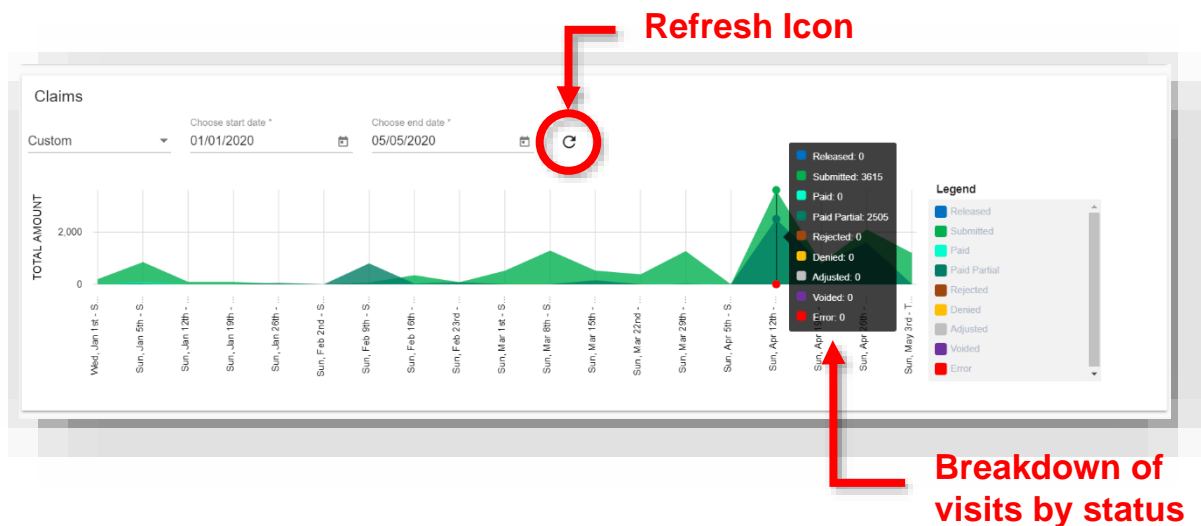 Refresh Icon
Claims
Choose start date *
Choose end date *
Custom
01/01/2020
05/05/2020
Released: 0
Submitted: 3615
Paid: 0
Paid Partial: 2505
Rejected: 0
Denied: 0
Adjusted: 0
Voided: 0
Error: 0
Legend
Released
Submitted
Paid
Paid Partial
Rejected
Denied
Adjusted
Voided
Error
TOTAL AMOUNT
2,000
0
Wed, Jan 1st - S...
Sun, Jan 5th - S...
Sun, Jan 12th - ...
Sun, Jan 19th - ...
Sun, Jan 26th - ...
Sun, Feb 2nd - S...
Sun, Feb 9th - S...
Sun, Feb 16th - ...
Sun, Feb 23rd - ...
Sun, Mar 1st - S...
Sun, Mar 8th - S...
Sun, Mar 15th - ...
Sun, Mar 22nd - ...
Sun, Mar 29th - ...
Sun, Apr 5th - S...
Sun, Apr 12th - ...
Sun, Apr
Sun, Apr 26th - ...
Sun, May 3rd - T...
Breakdown of
visits by status